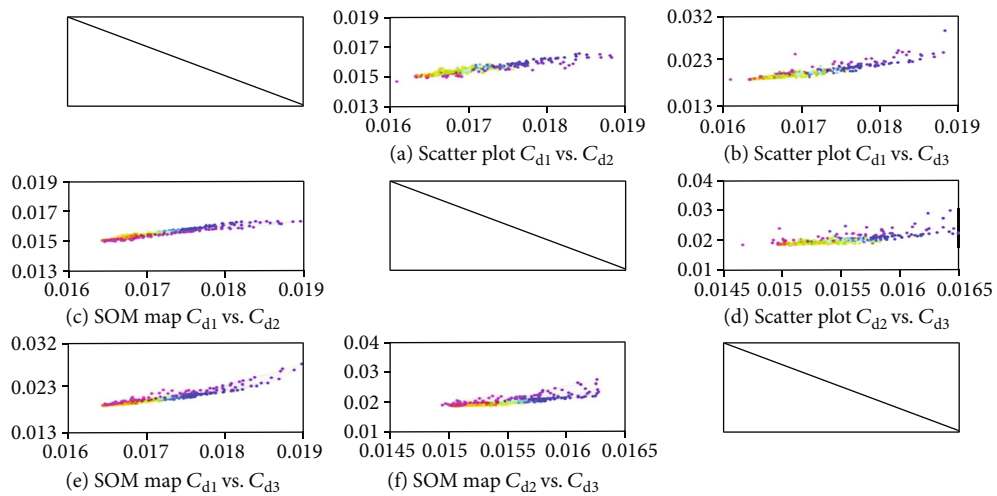 0.019
0.017
0.015
0.013
0.016 0.017 0.018 0.019
(a) Scatter plot Cd1 vs. Cd2
0.032
0.023
0.013
0.016 0.017 0.018 0.019
(b) Scatter plot Cd1 vs. Cd3
0.019
0.017
0.015
0.013
0.016 0.017 0.018 0.019
(c) SOM map Cd1 vs. Cd2
0.04
0.03
0.02
0.01
0.0145 0.015 0.0155 0.016 0.0165
(d) Scatter plot Cd2 vs. Cd3
0.032
0.023
0.013
0.016 0.017 0.018 0.019
(e) SOM map Cd1 vs. Cd3
0.04
0.03
0.02
0.01
0.0145 0.015 0.0155 0.016 0.0165
(f) SOM map Cd2 vs. Cd3